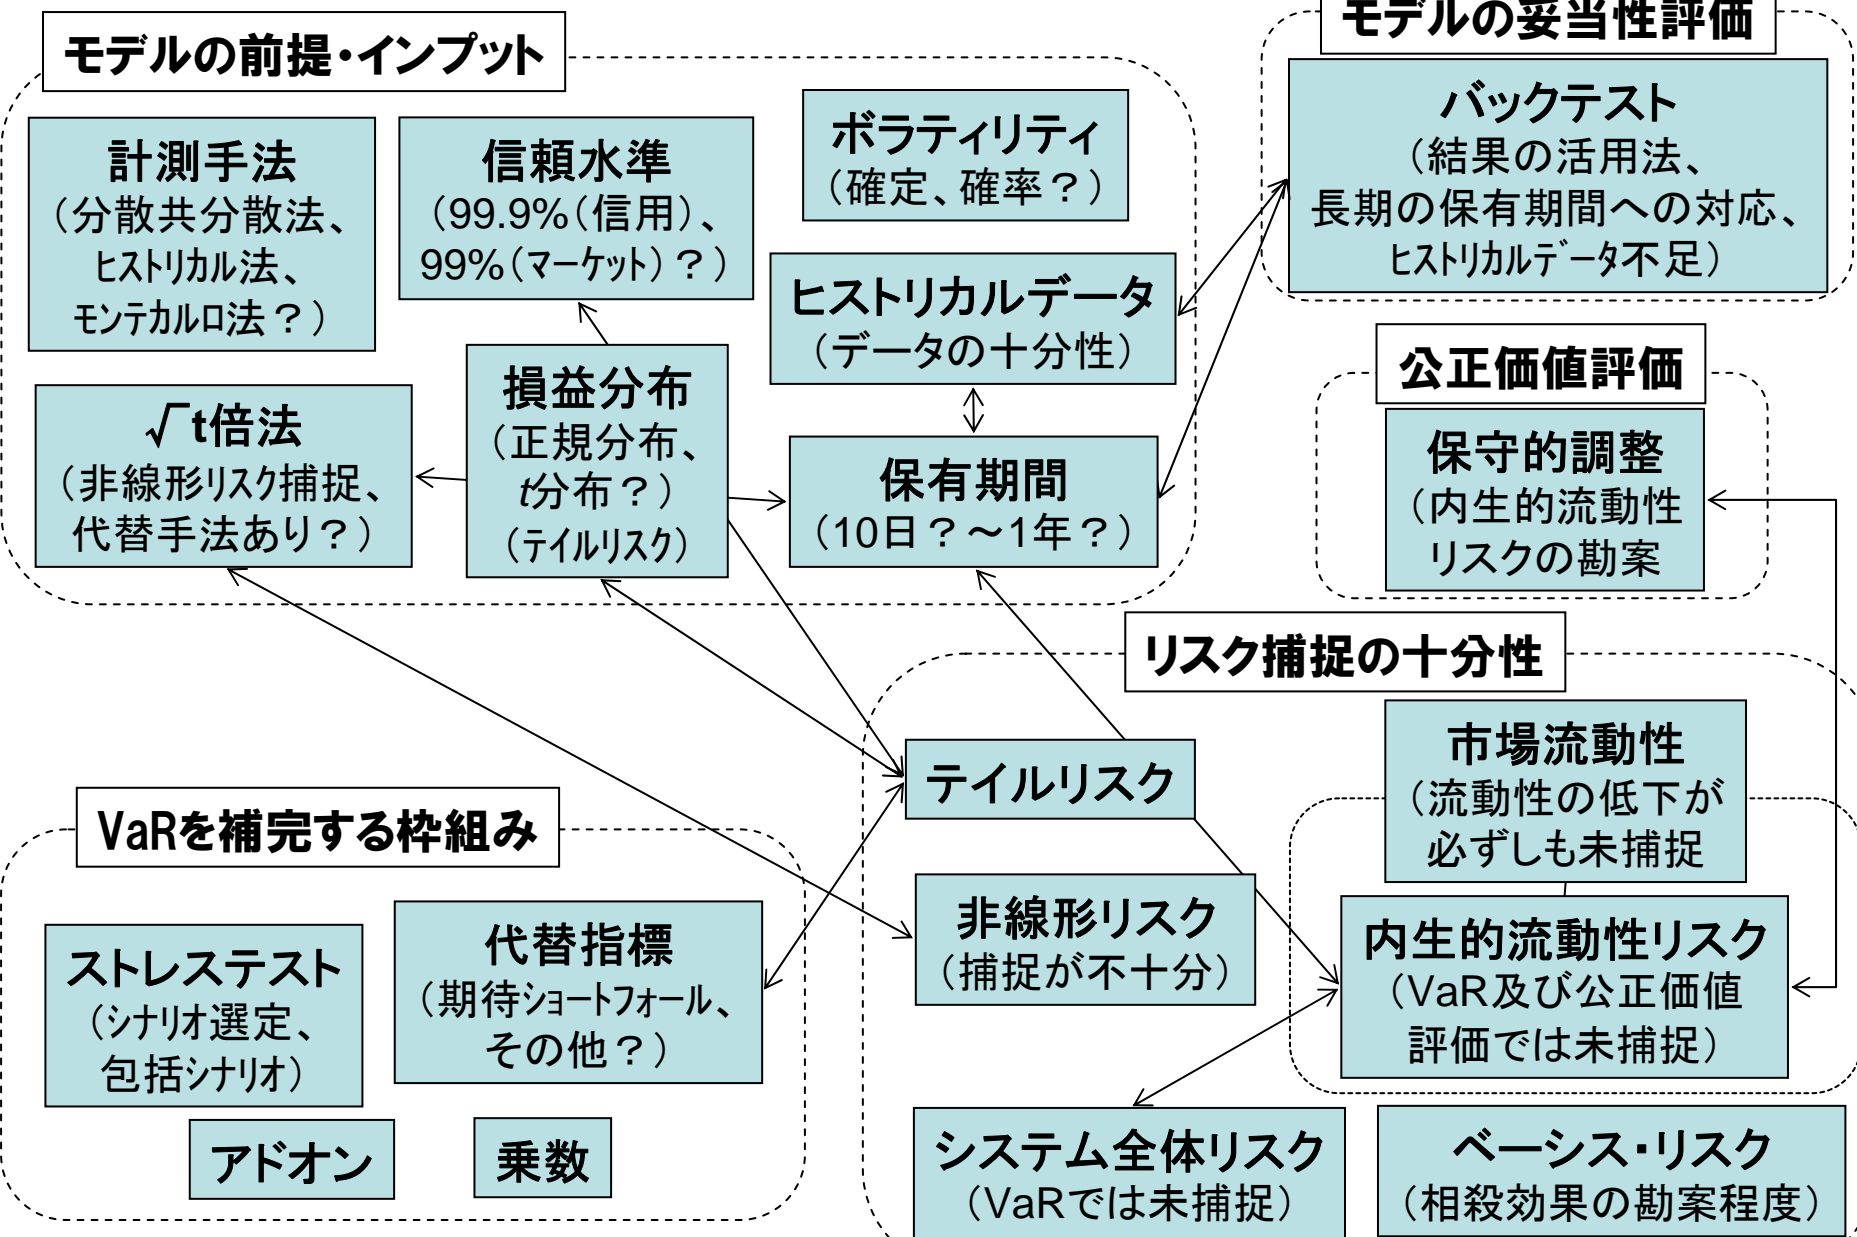 モデルの前提・インプット
計測手法
（分散共分散法、
ヒストリカル法、
モンテカルロ法？）
信頼水準
（99.9%（信用）、
99%（マーケット）？）
ボラティリティ
（確定、確率？）
ヒストリカルデータ
（データの十分性）
√t倍法
（非線形リスク捕捉、
代替手法あり？）
損益分布
（正規分布、
t分布？）
（テイルリスク）
保有期間
（10日？～1年？）
モデルの妥当性評価
バックテスト
（結果の活用法、
長期の保有期間への対応、
ヒストリカルデータ不足）
公正価値評価
保守的調整
（内生的流動性
リスクの勘案
リスク捕捉の十分性
テイルリスク
市場流動性
（流動性の低下が
必ずしも未捕捉
非線形リスク
（捕捉が不十分）
内生的流動性リスク
（VaR及び公正価値
評価では未捕捉）
システム全体リスク
（VaRでは未捕捉）
ベーシス・リスク
（相殺効果の勘案程度）
VaRを補完する枠組み
ストレステスト
（シナリオ選定、
包括シナリオ）
代替指標
（期待ショートフォール、
その他？）
アドオン
乗数